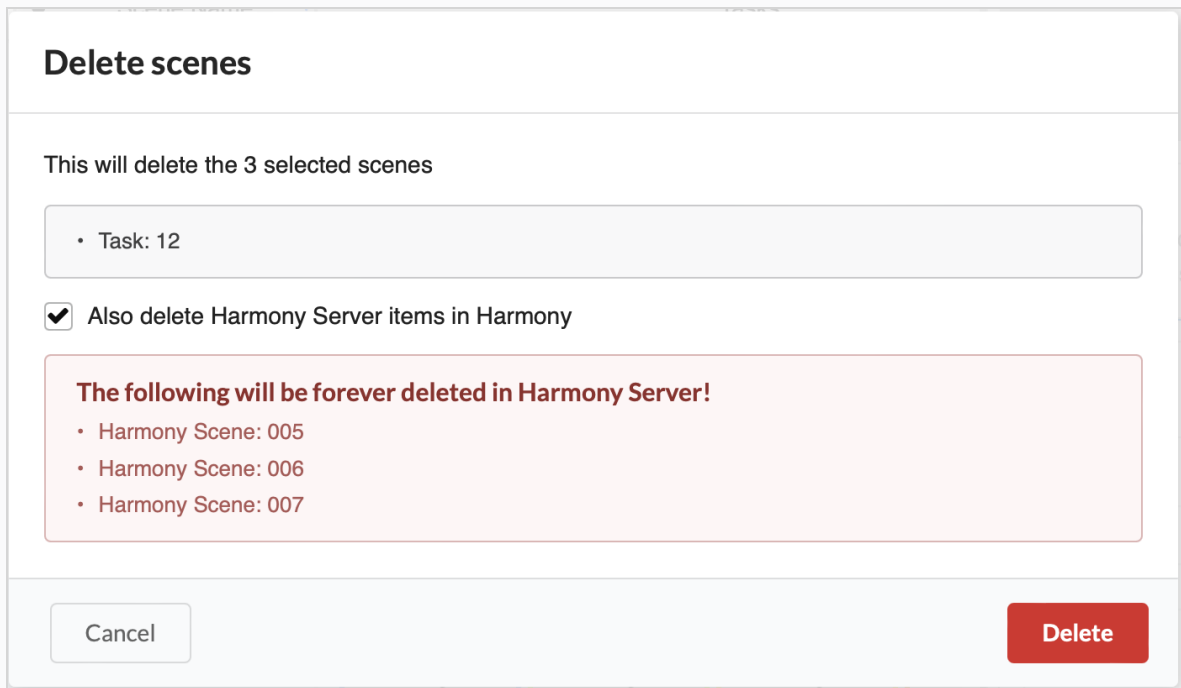 Delete scenes
This will delete the 3 selected scenes
• Task: 12
Also delete Harmony Server items in Harmony
The following will be forever deleted in Harmony Server!
• Harmony Scene: 005
• Harmony Scene: 006
• Harmony Scene: 007
Cancel
Delete